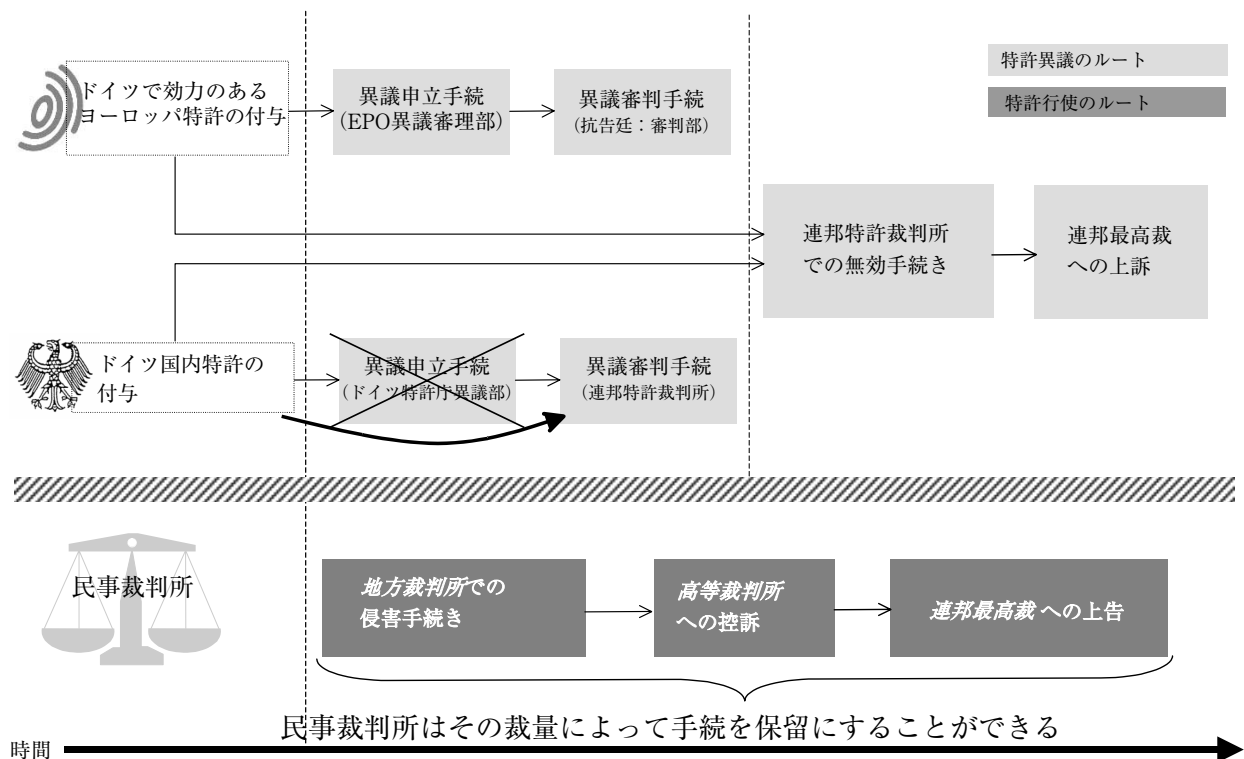 特許異議のルート
特許行使のルート
ドイツで効力のある
ヨーロッパ特許の付与
異議申立手続
(EPO異議審理部)
異議審判手続
(抗告廷：審判部)
連邦特許裁判所
での無効手続き
連邦最高裁
への上訴
ドイツ国内特許の
付与
異議申立手続
(ドイツ特許庁異議部)
異議審判手続
(連邦特許裁判所)
民事裁判所
地方裁判所での
侵害手続き
高等裁判所
への控訴
連邦最高裁 への上告
民事裁判所はその裁量によって手続を保留にすることができる
時間